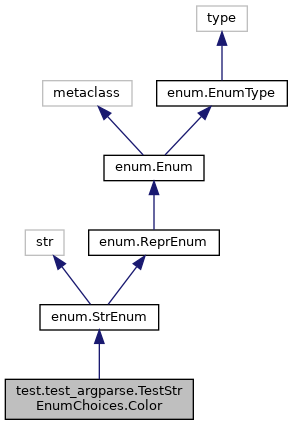 type
metaclass
enum.EnumType
enum.Enum
str
enum.ReprEnum
enum.StrEnum
test.test_argparse.TestStr
EnumChoices.Color